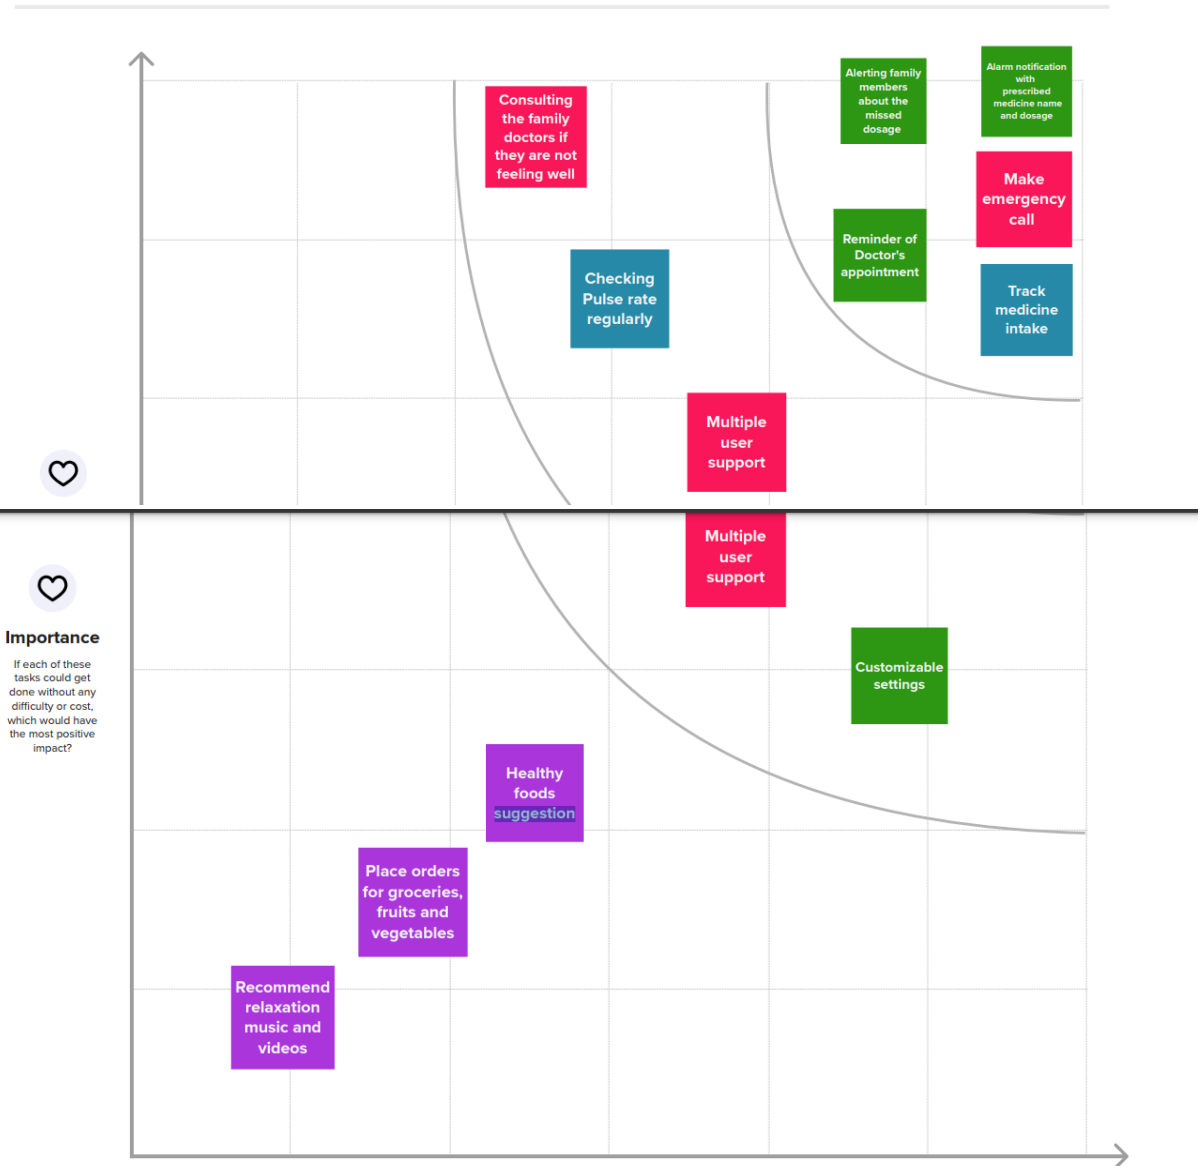 Consulting
the family
doctors if
they are not
feeling well
Alerting family
members
about the
missed
dosage
Alarm notification
with
prescribed
medicine name
and dosage
Make
emergency
call
Reminder of
Doctor's
appointment
Checking
Pulse rate
regularly
Track
medicine
intake
Multiple
user
support
Multiple
user
support
Importance
If each of these
tasks could get
done without any
difficulty or cost,
which would have
the most positive
impact?
Customizable
settings
Healthy
foods
suggestion
Place orders
for groceries,
fruits and
vegetables
Recommend
relaxation
music and
videos